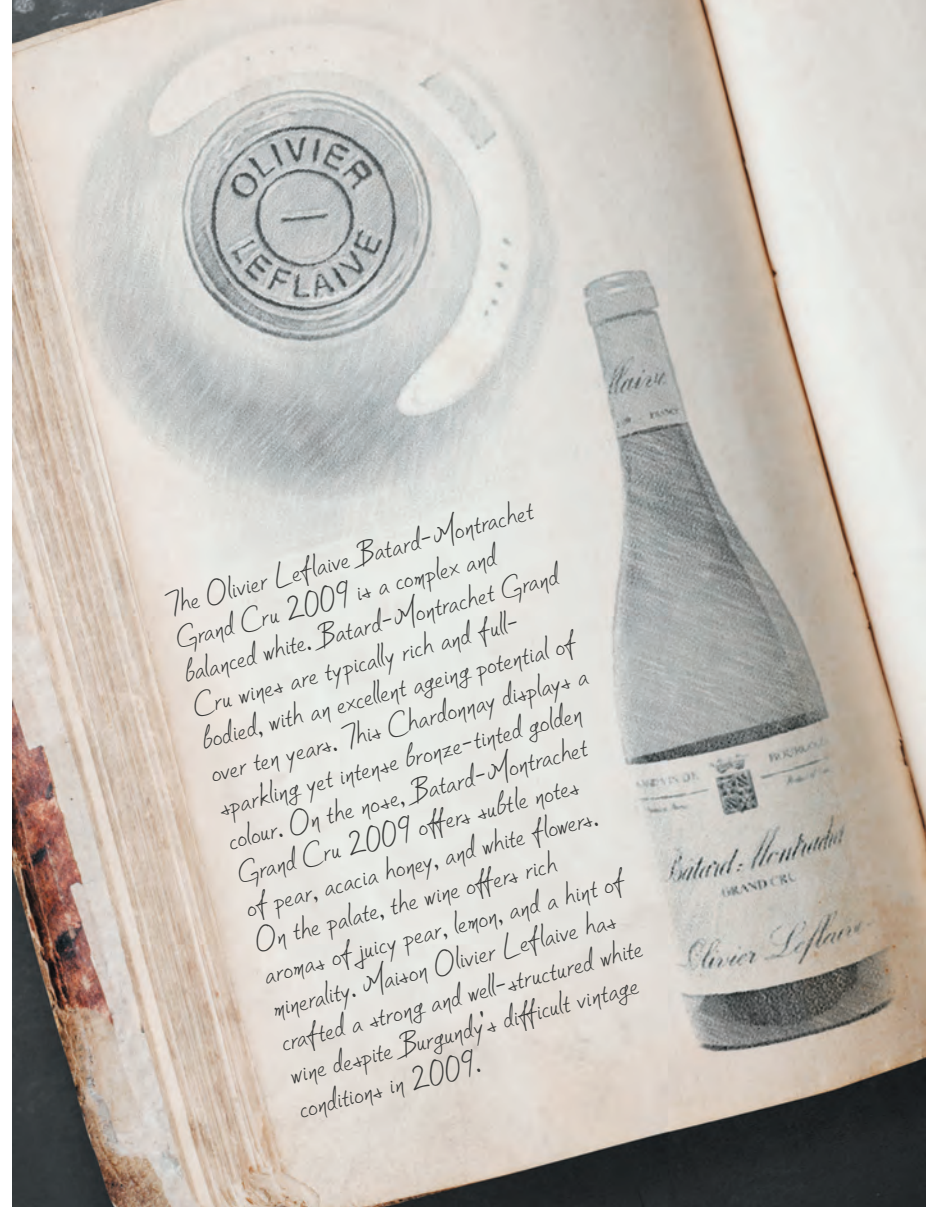 OLIVIER
LEFLAIVE
The Olivier Leflaive Batard-Montrachet
Grand Cru 2009 is a complex and
balanced white. Batard-Montrachet Grand
Cru wines are typically rich and full-
bodied, with an excellent ageing potential of
over ten years. This Chardonnay displays a
sparkling yet intense bronze-tinted golden
colour. On the nose, Batard-Montrachet
Grand Cru 2009 offers subtle notes
of pear, acacia honey, and white flowers.
On the palate, the wine offers rich
aromas of juicy pear, lemon, and a hint of
minerality. Maison Olivier Leflaive has
crafted a strong and well-structured white
wine despite Burgundy's difficult vintage
conditions in 2009.
FRANCE
Bâtard-Montrachet
GRAND CRU
Olivier Leflaive